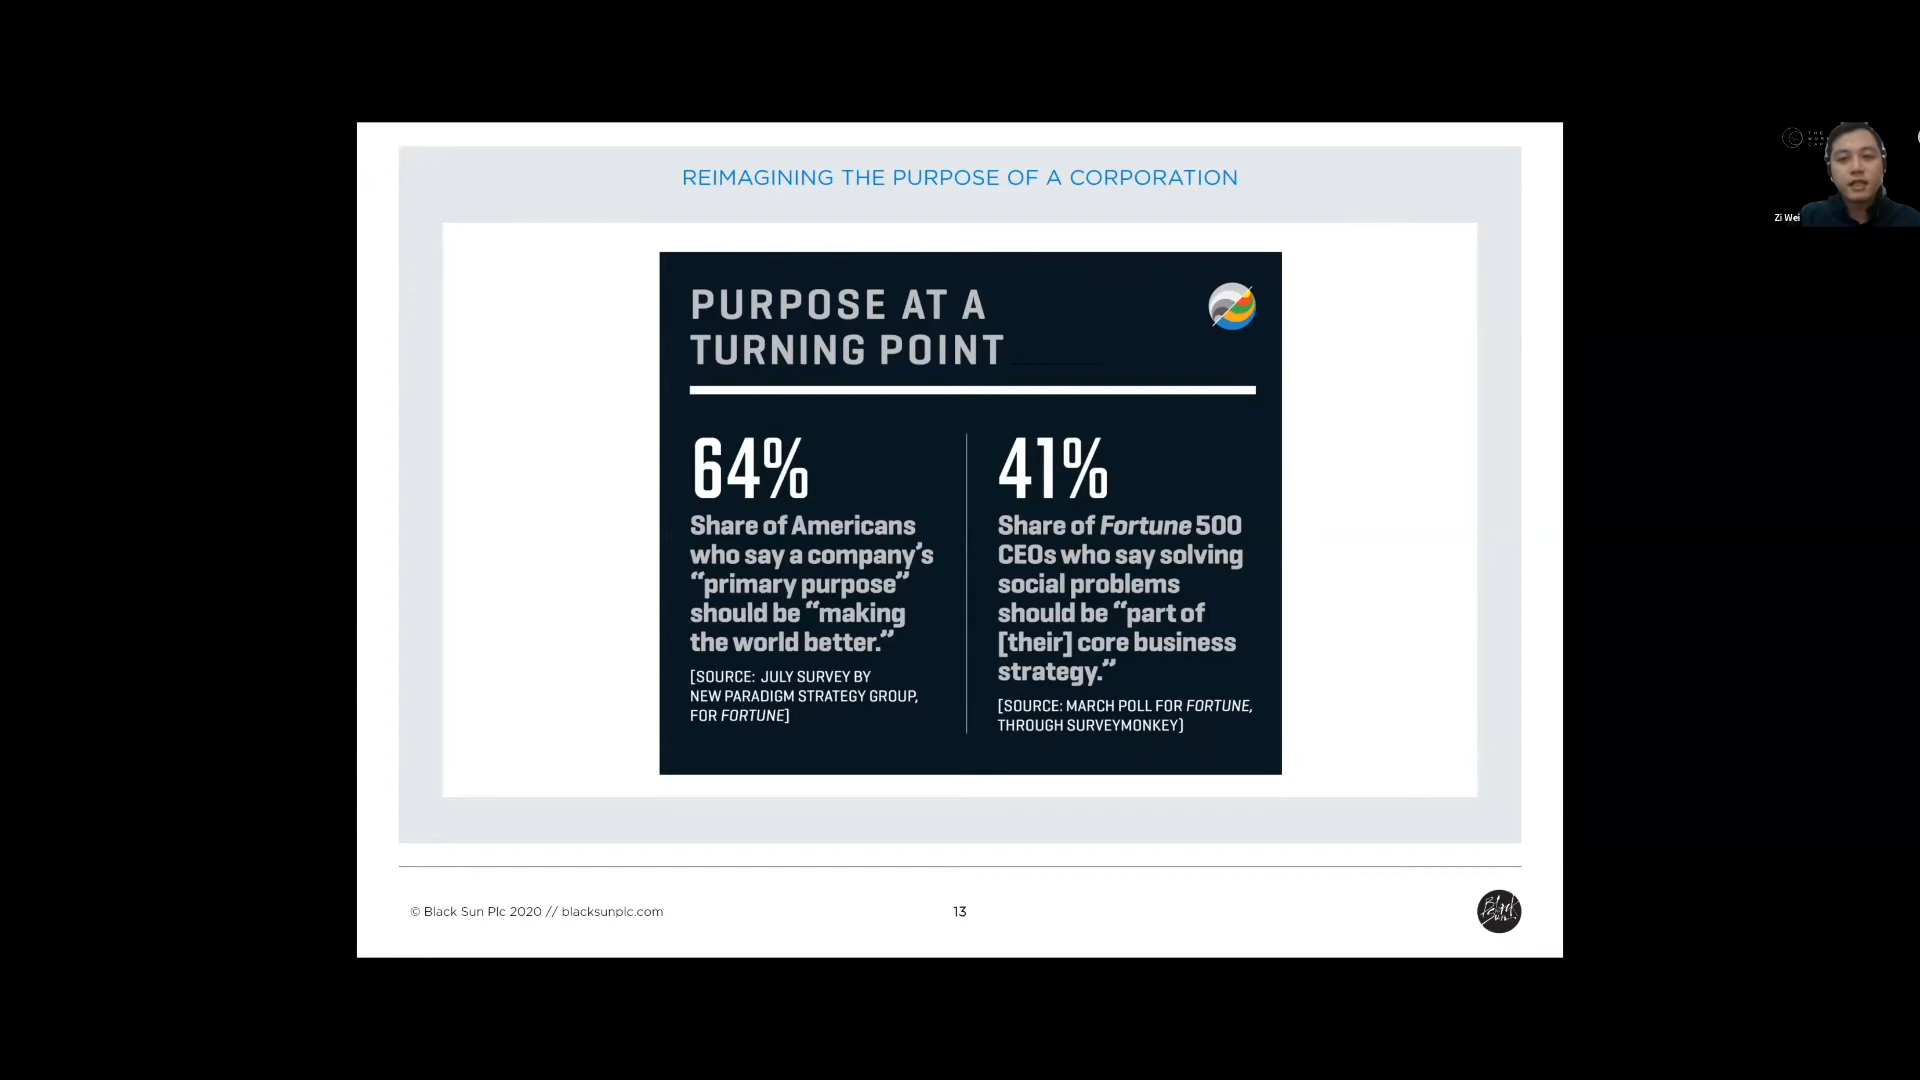 REIMAGINING THE PURPOSE OF A CORPORATION
PURPOSE AT A
TURNING POINT
64%
Share of Americans
who say a company’s
“primary purpose”
should be “making
the world better.”
[SOURCE: JULY SURVEY BY
NEW PARADIGM STRATEGY GROUP,
FOR FORTUNE]
41%
Share of Fortune 500
CEOs who say solving
social problems
should be “part of
[their] core business
strategy.”
[SOURCE: MARCH POLL FOR FORTUNE,
THROUGH SURVEYMONKEY]
© Black Sun Plc 2020 // blacksunplc.com
13
Black
Sun
Zi Wei